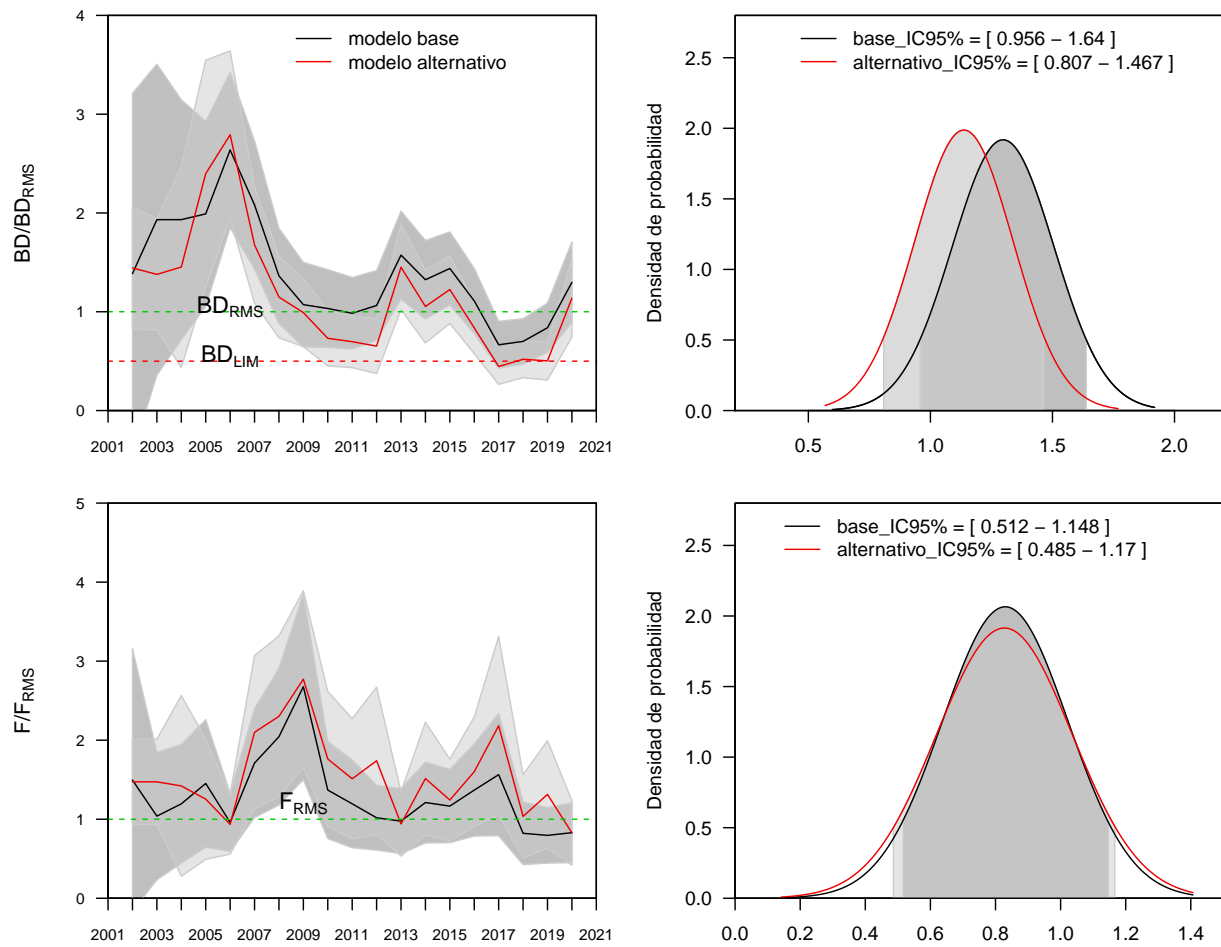 modelo base
modelo alternativo
BD/BD_RMS
4
3
2
1
0
BD_RMS
BD_LIM
2001 2003 2005 2007 2009 2011 2013 2015 2017 2019 2021
base_IC95% = [ 0.956 − 1.64 ]
alternativo_IC95% = [ 0.807 − 1.467 ]
Densidad de probabilidad
2.5
2.0
1.5
1.0
0.5
0.0
0.5 1.0 1.5 2.0
F/F_RMS
5
4
3
2
1
0
F_RMS
2001 2003 2005 2007 2009 2011 2013 2015 2017 2019 2021
base_IC95% = [ 0.512 − 1.148 ]
alternativo_IC95% = [ 0.485 − 1.17 ]
Densidad de probabilidad
2.5
2.0
1.5
1.0
0.5
0.0
0.0 0.2 0.4 0.6 0.8 1.0 1.2 1.4